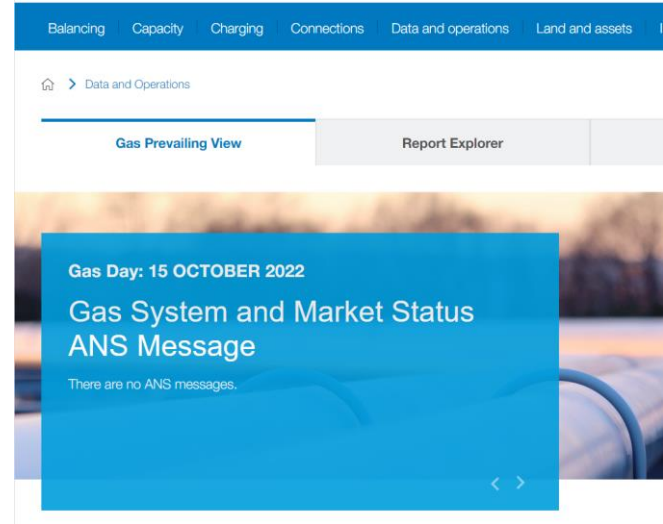 Balancing Capacity Charging Connections Data and operations Land and assets
Data and Operations
Gas Prevailing View Report Explorer
Gas Day: 15 OCTOBER 2022
Gas System and Market Status
ANS Message
There are no ANS messages.